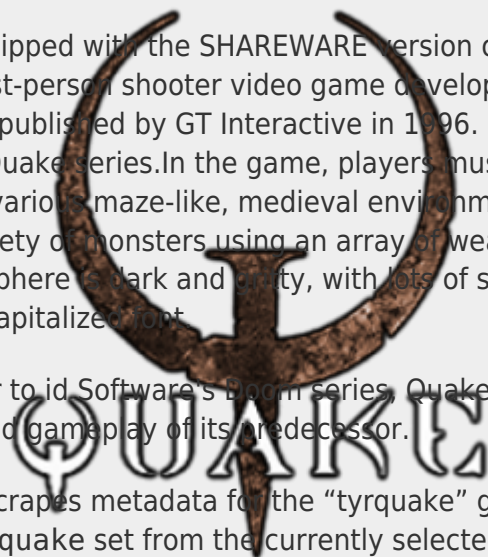 ipped with the SHAREWARE version
st-person shooter video game develop
published by GT Interactive in 1996.
Quake series.In the game, players mus
various maze-like, medieval environm
ety of monsters using an array of wea
phere is dark and gritty, with lots of s
apitalized font.
r to id Software's Doom series, Quake
d gameplay of its predecessor.
QUAKE
crapes metadata for the “tyrquake” g
quake set from the currently selecte